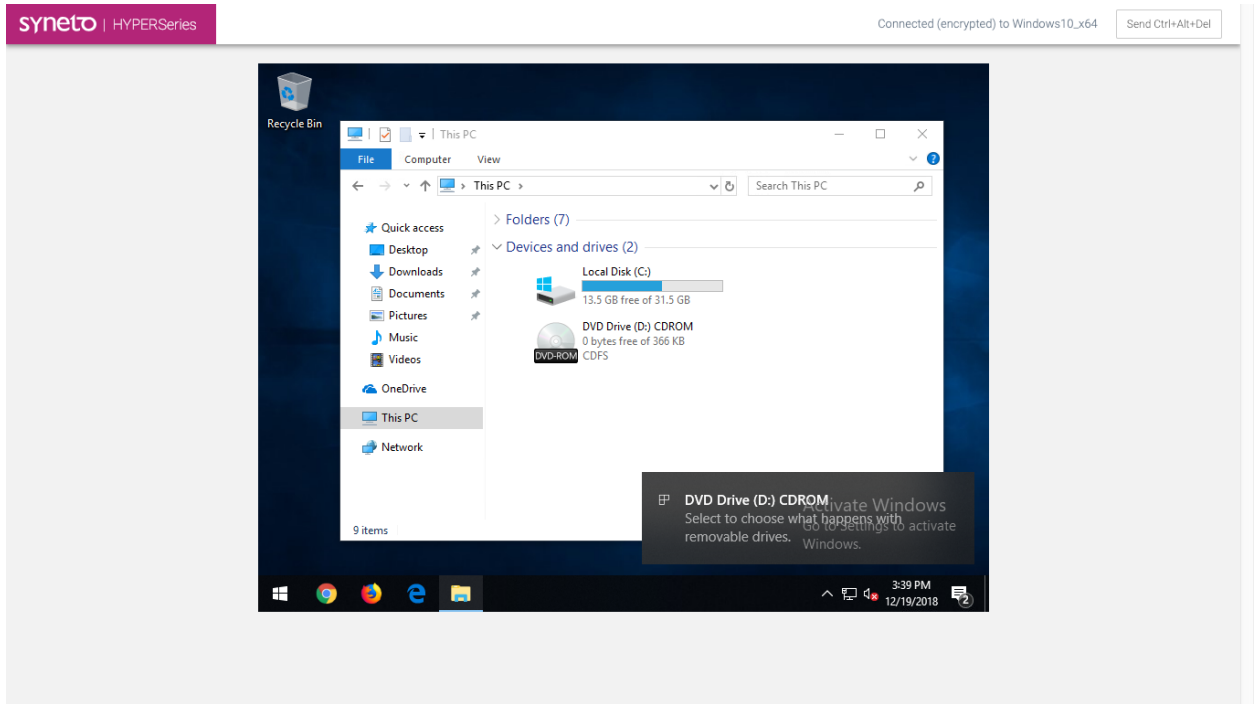 syneto | HYPERSeries
Connected (encrypted) to Windows10_x64
Send Ctrl+Alt+Del
Recycle Bin
This PC
File
Computer
View
This PC
Search This PC
Quick access
Desktop
Downloads
Documents
Pictures
Music
Videos
OneDrive
This PC
Network
Folders (7)
Devices and drives (2)
Local Disk (C:)
13.5 GB free of 31.5 GB
DVD Drive (D:) CDROM
0 bytes free of 366 KB
DVD-ROM
CDFS
9 items
DVD Drive (D:) CDROM
Select to choose what happens with
removable drives.
Activate Windows
Go to Settings to activate
Windows.
3:39 PM
12/19/2018
2